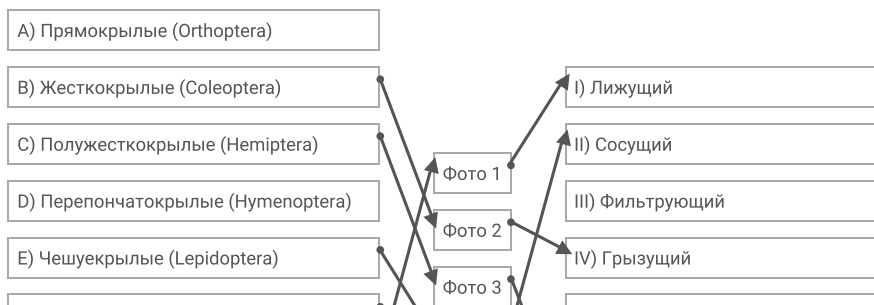 A) Прямокрылые (Orthoptera)
B) Жесткокрылые (Coleoptera)
I) Лижущий
C) Полужесткокрылые (Hemiptera)
II) Сосущий
Фото 1
D) Перепончатокрылые (Hymenoptera)
III) Фильтрующий
Фото 2
E) Чешуекрылые (Lepidoptera)
IV) Грызущий
Фото 3